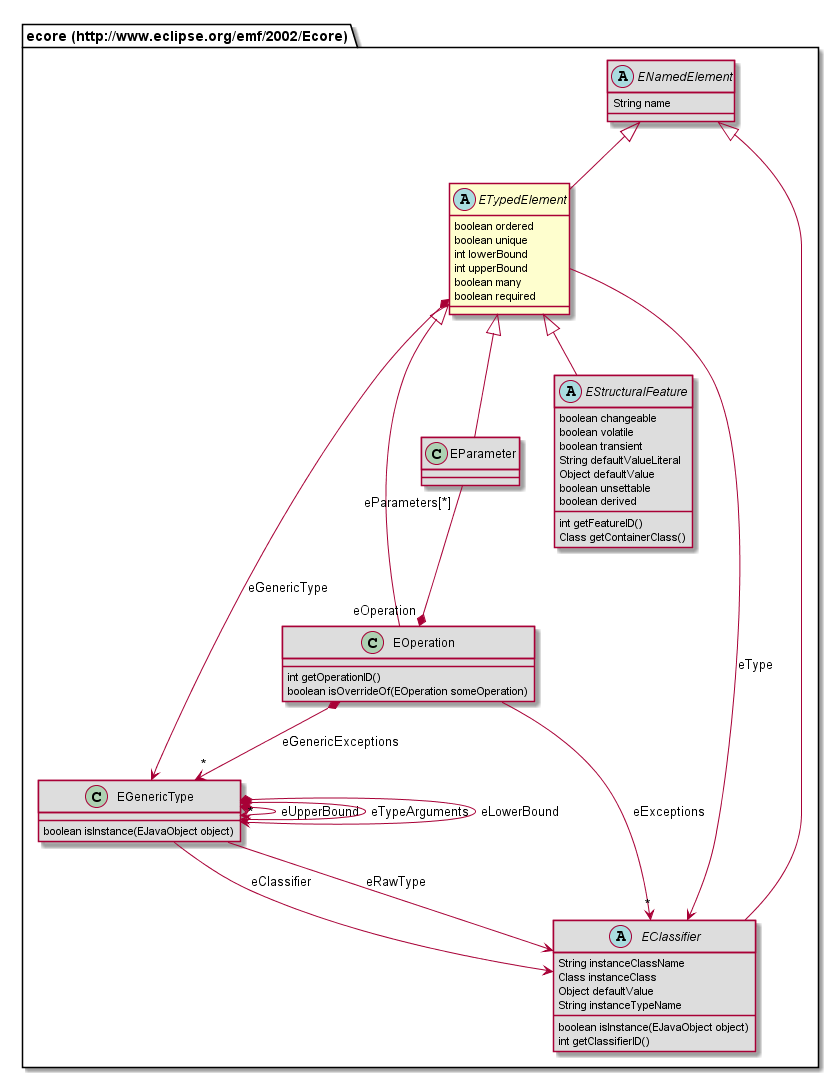 ecore (http://www.eclipse.org/emf/2002/Ecore)
A ENamedElement
String name
A ETypedElement
boolean ordered
boolean unique
int lowerBound
int upperBound
boolean many
boolean required
A EStructuralFeature
boolean changeable
boolean volatile
boolean transient
String defaultValueLiteral
Object defaultValue
boolean unsettable
boolean derived
int getFeatureID()
Class getContainerClass()
C EParameter
eParameters[*]
eGenericType
eOperation
C EOperation
int getOperationID()
boolean isOverrideOf(EOperation someOperation)
eType
eGenericExceptions
*
C EGenericType
boolean isInstance(EJavaObject object)
* eUpperBound eTypeArguments eLowerBound
eExceptions
eClassifier eRawType
*
A EClassifier
String instanceClassName
Class instanceClass
Object defaultValue
String instanceTypeName
boolean isInstance(EJavaObject object)
int getClassifierID()